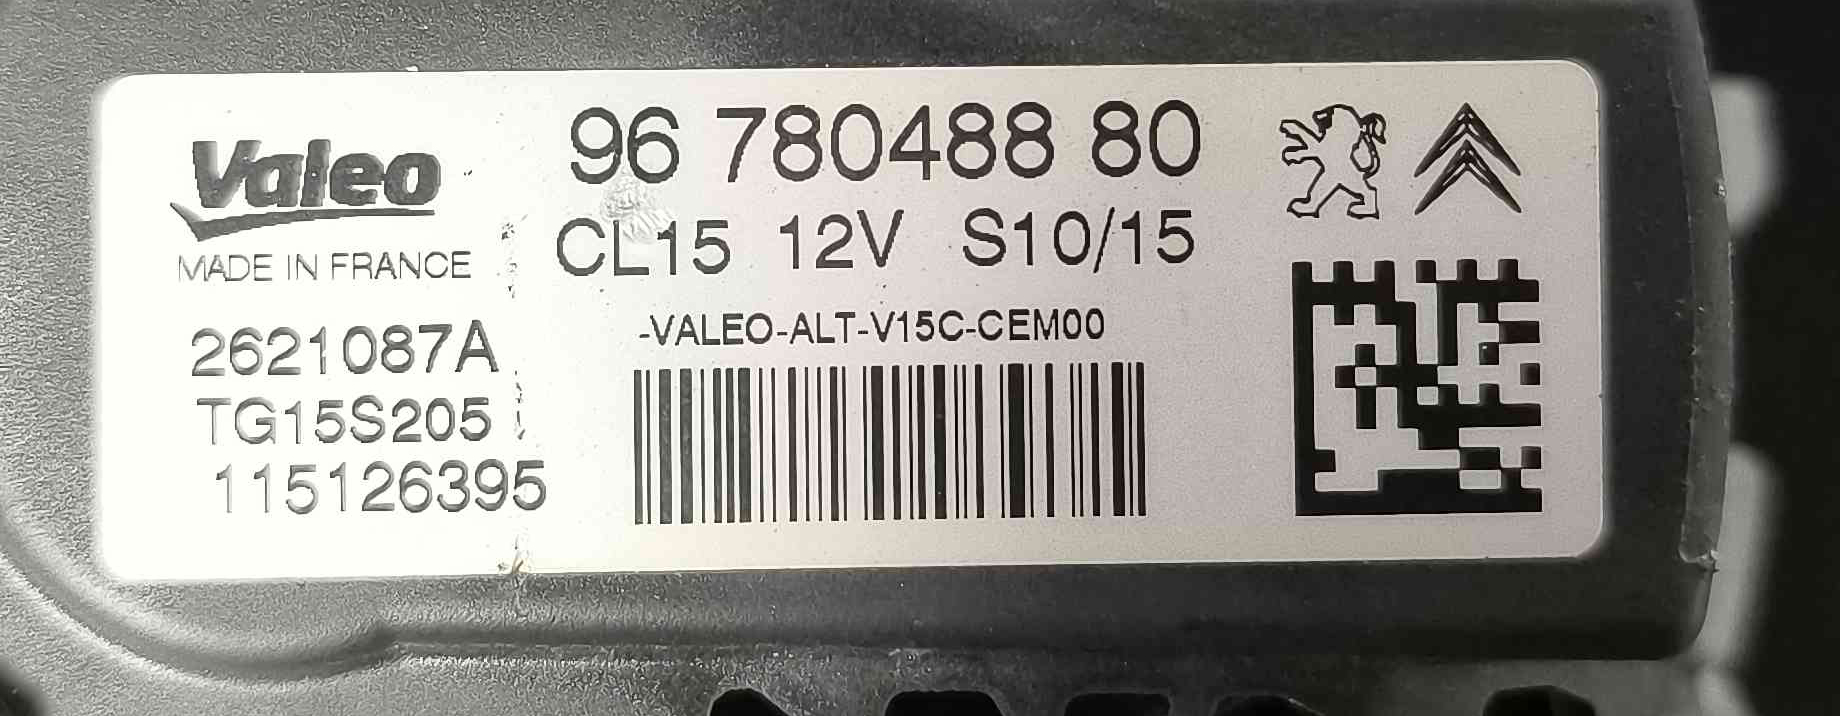 Valeo
MADE IN FRANCE
2621087A
TG15S205
115126395
96 780488 80
CL15 12V S10/15
-VALEO-ALT-V15C-CEM00